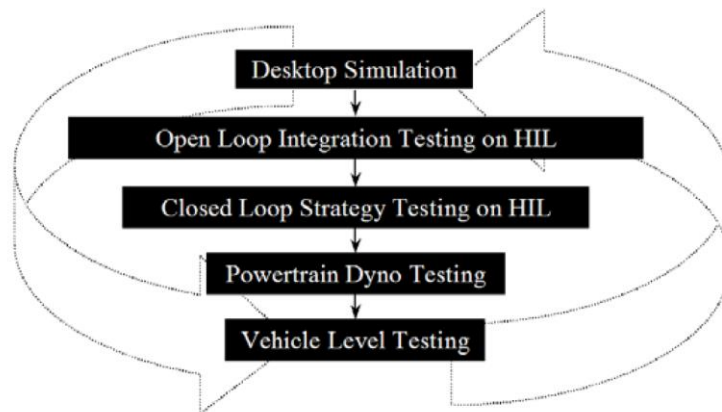 Desktop Simulation
Open Loop Integration Testing on HIL
Closed Loop Strategy Testing on HIL
Powertrain Dyno Testing
Vehicle Level Testing